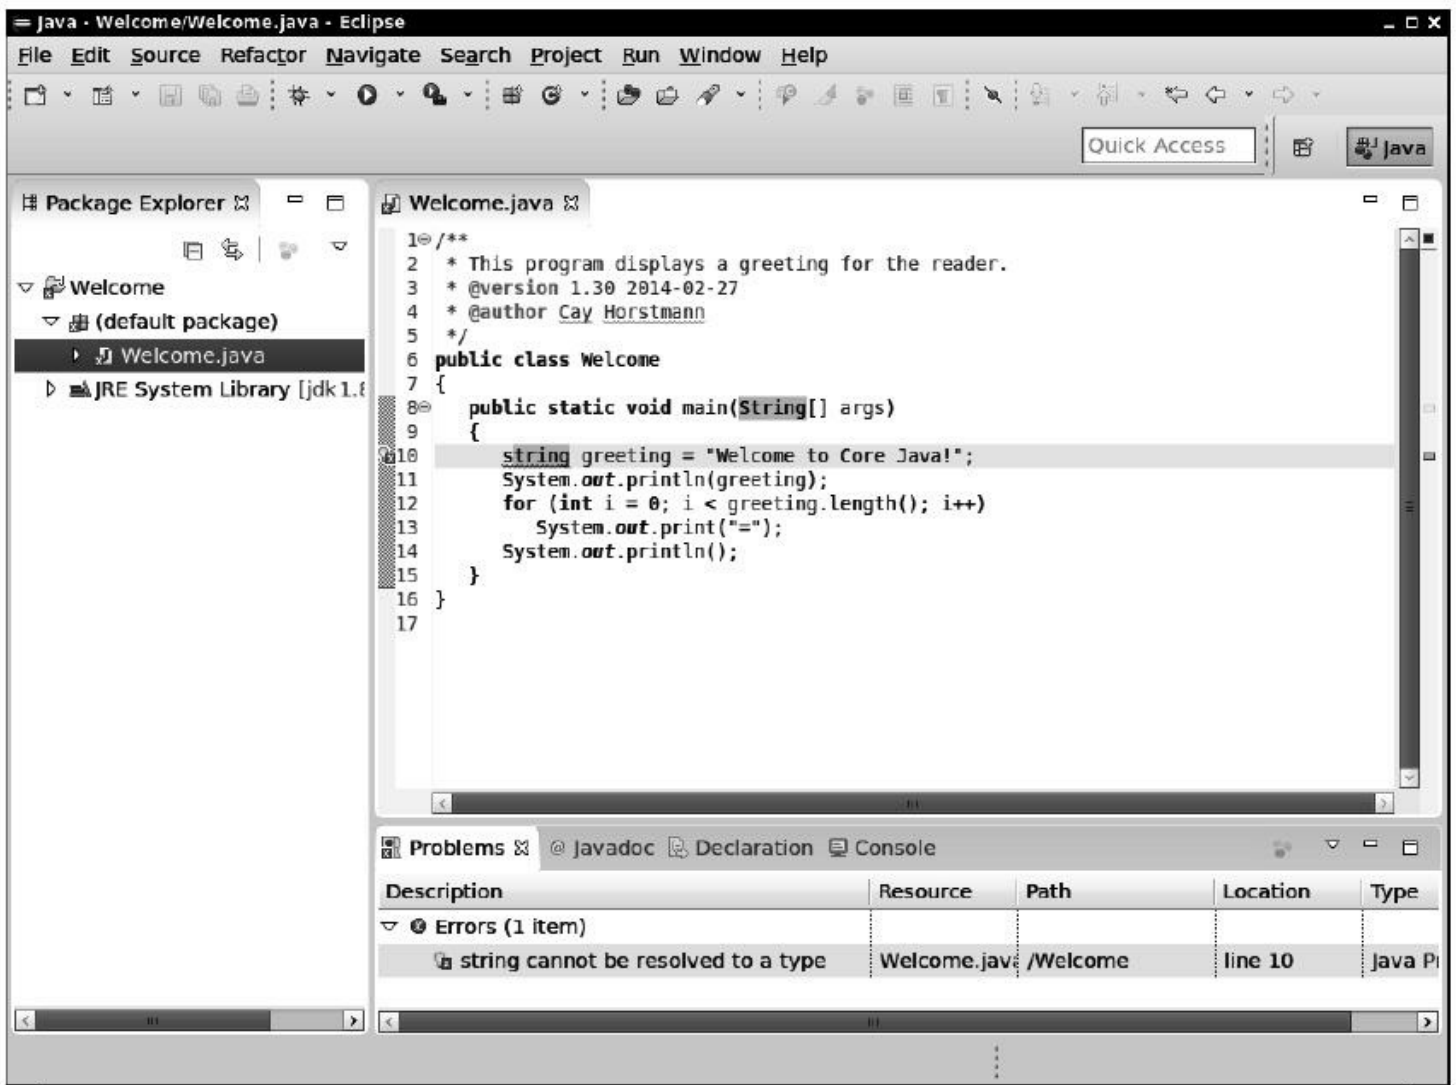 Java - Welcome/Welcome.java - Eclipse
File Edit Source Refactor Navigate Search Project Run Window Help
Quick Access
Java
Package Explorer
Welcome
(default package)
Welcome.java
JRE System Library [jdk1.8
Welcome.java
1 /**
2 * This program displays a greeting for the reader.
3 * @version 1.30 2014-02-27
4 * @author Cay Horstmann
5 */
6 public class Welcome
7 {
8 public static void main(String[] args)
9 {
10 string greeting = "Welcome to Core Java!";
11 System.out.println(greeting);
12 for (int i = 0; i < greeting.length(); i++)
13 System.out.print("=");
14 System.out.println();
15 }
16 }
17
Problems @ Javadoc Declaration Console
Description Resource Path Location Type
Errors (1 item)
string cannot be resolved to a type Welcome.java /Welcome line 10 Java P